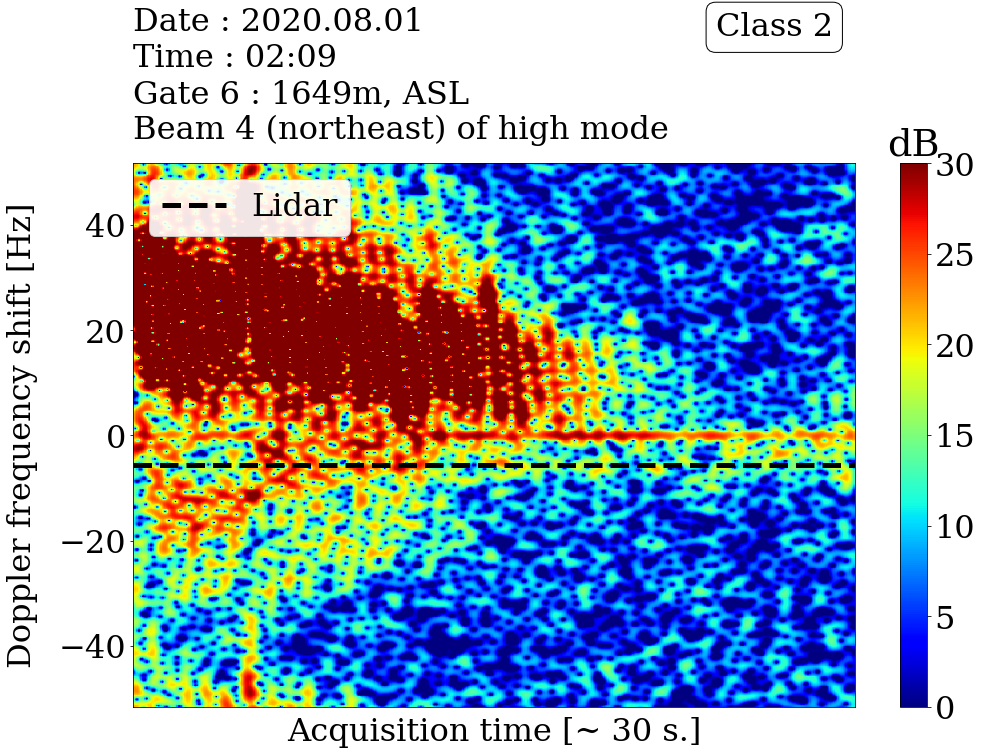 Date : 2020.08.01
Time : 02:09
Gate 6 : 1649m, ASL
Beam 4 (northeast) of high mode
Class 2
dB
Lidar
Doppler frequency shift [Hz]
40
20
0
−20
−40
Acquisition time [~ 30 s.]
30
25
20
15
10
5
0